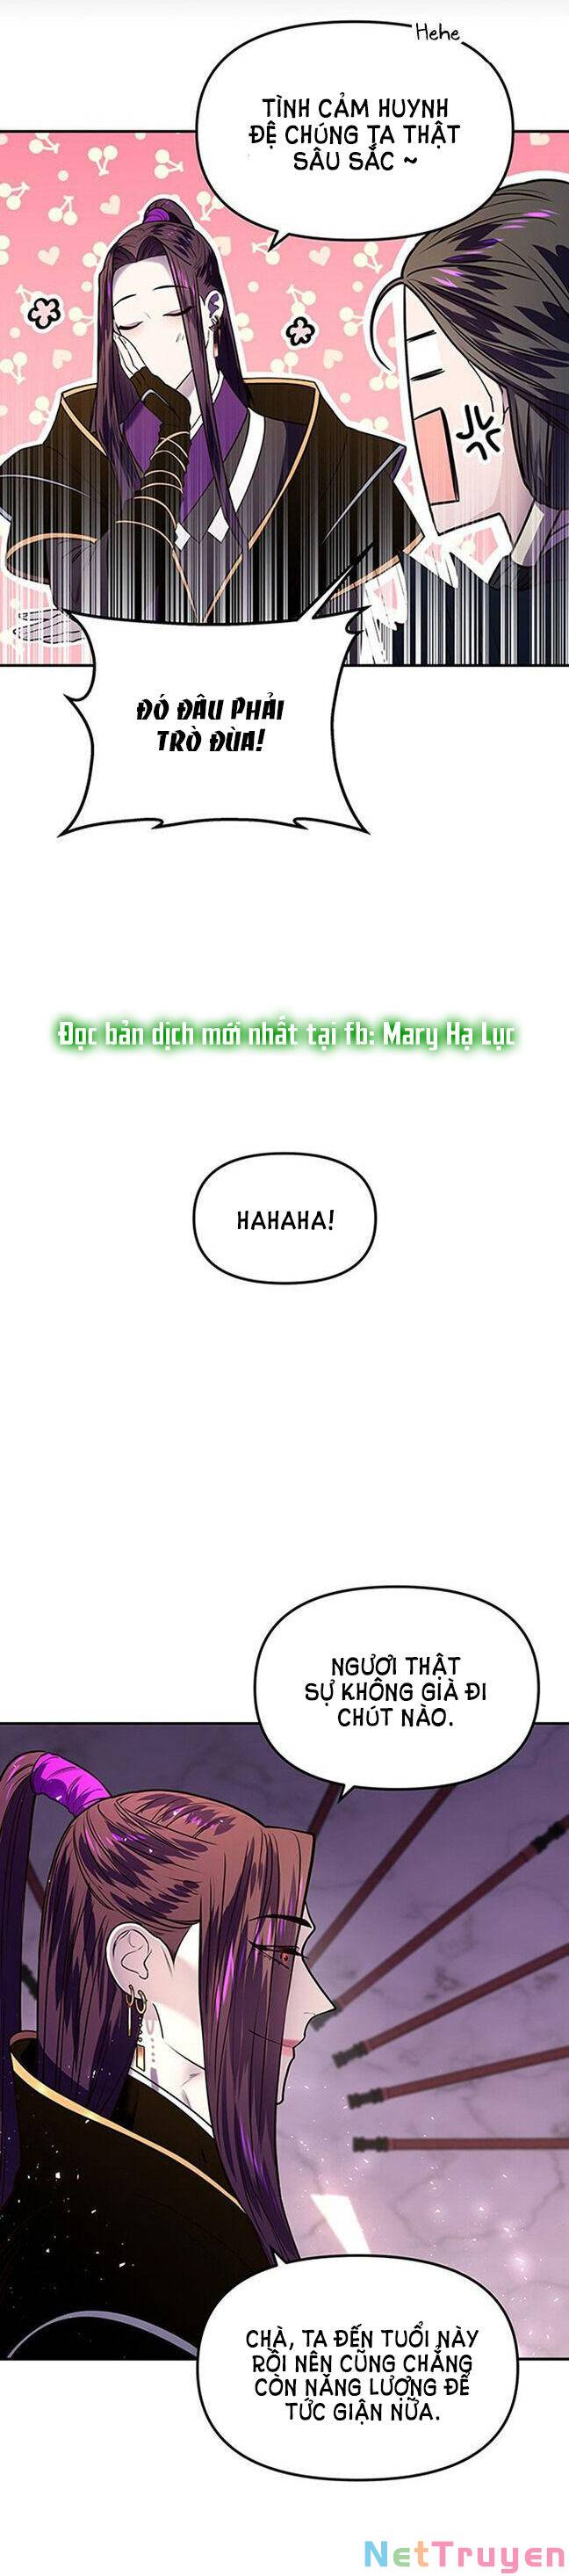 Hehe
TÌNH CẢM HUYNH
ĐỆ CHÚNG TA THẬT
SÂU SẮC ~
ĐÓ ĐÂU PHẢI
TRÒ ĐÙA!
Đọc bản dịch mới nhất tại fb: Mary Hạ Lục
HAHAHA!
NGƯƠI THẬT
SỰ KHÔNG GIÀ ĐI
CHÚT NÀO.
CHÀ, TA ĐẾN TUỔI NÀY
RỒI NÊN CŨNG CHẲNG
CÒN NĂNG LƯỢNG ĐỂ
TỨC GIẬN NỮA.
NetTruyen